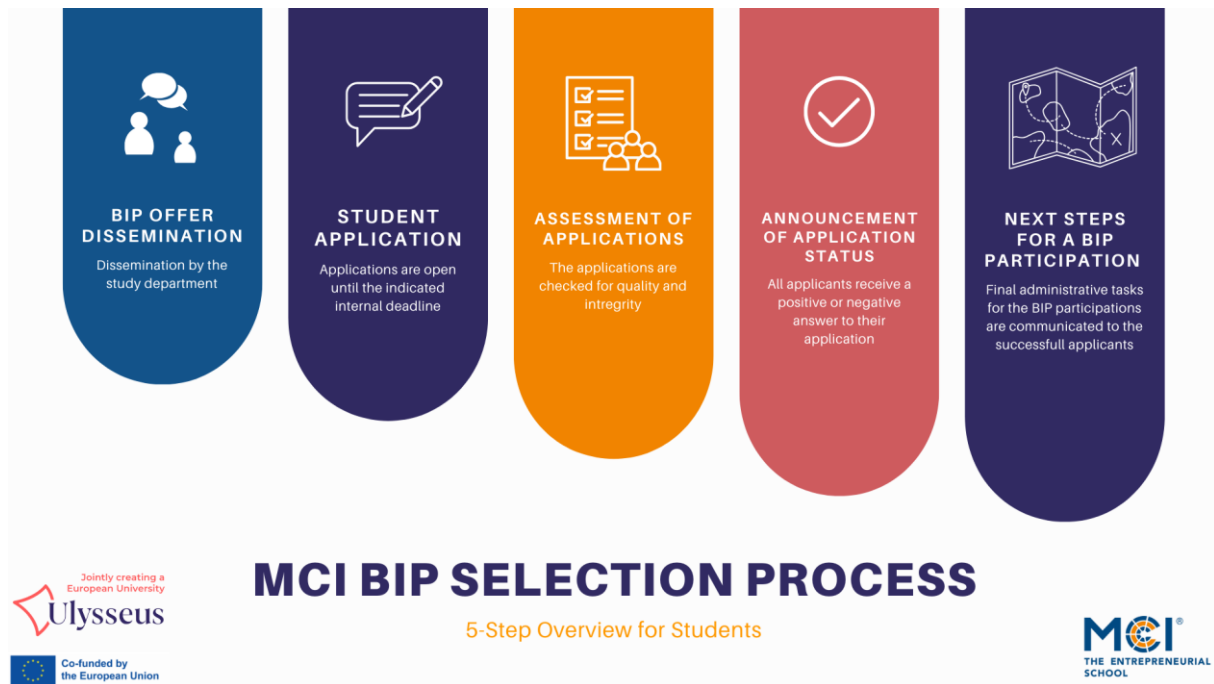 BIP OFFER
DISSEMINATION
Dissemination by the
study department
STUDENT
APPLICATION
Applications are open
until the indicated
internal deadline
ASSESSMENT OF
APPLICATIONS
The applications are
checked for quality and
intregrity
ANNOUNCEMENT
OF APPLICATION
STATUS
All applicants receive a
positive or negative
answer to their
application
NEXT STEPS
FOR A BIP
PARTICIPATION
Final administrative tasks
for the BIP participations
are communicated to the
successfull applicants
MCI BIP SELECTION PROCESS
5-Step Overview for Students
Jointly creating a
European University
Ulysseus
Co-funded by
the European Union
MCI®
THE ENTREPRENEURIAL
SCHOOL